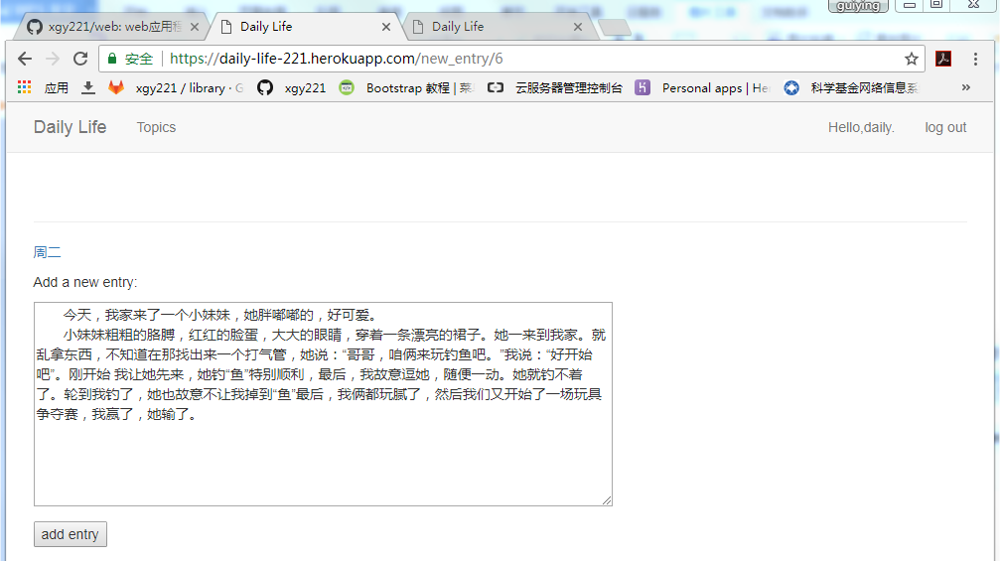 guiying
xgy221/web: web应用程
Daily Life
Daily Life
安全
https://daily-life-221.herokuapp.com/new_entry/6
应用
xgy221 / library · G
xgy221
Bootstrap 教程 | 菜
云服务器管理控制台
Personal apps | He
科学基金网络信息系
»
Daily Life
Topics
Hello,daily.
log out
周二
Add a new entry:
今天，我家来了一个小妹妹，她胖嘟嘟的，好可爱。
小妹妹粗粗的胳膊，红红的脸蛋，大大的眼睛，穿着一条漂亮的裙子。她一来到我家。就
乱拿东西，不知道在那找出来一个打气管，她说：“哥哥，咱俩来玩钓鱼吧。”我说：“好开始
吧”。刚开始 我让她先来，她钓“鱼”特别顺利，最后，我故意逗她，随便一动。她就钓不着
了。轮到我钓了，她也故意不让我掉到“鱼”最后，我俩都玩腻了，然后我们又开始了一场玩具
争夺赛，我赢了，她输了。
add entry